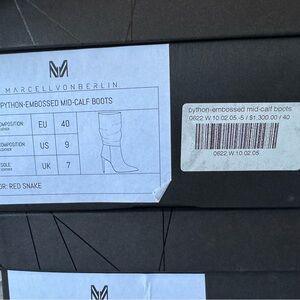 MARCELLVONBERLIN
PYTHON-EMBOSSED MID-CALF BOOTS
EU 40
US 9
UK 7
OR: RED SNAKE
python-embossed mid-calf boots
0622.W.10.02.05.-5 / $1,300.00 / 40
0622.W.10.02.05